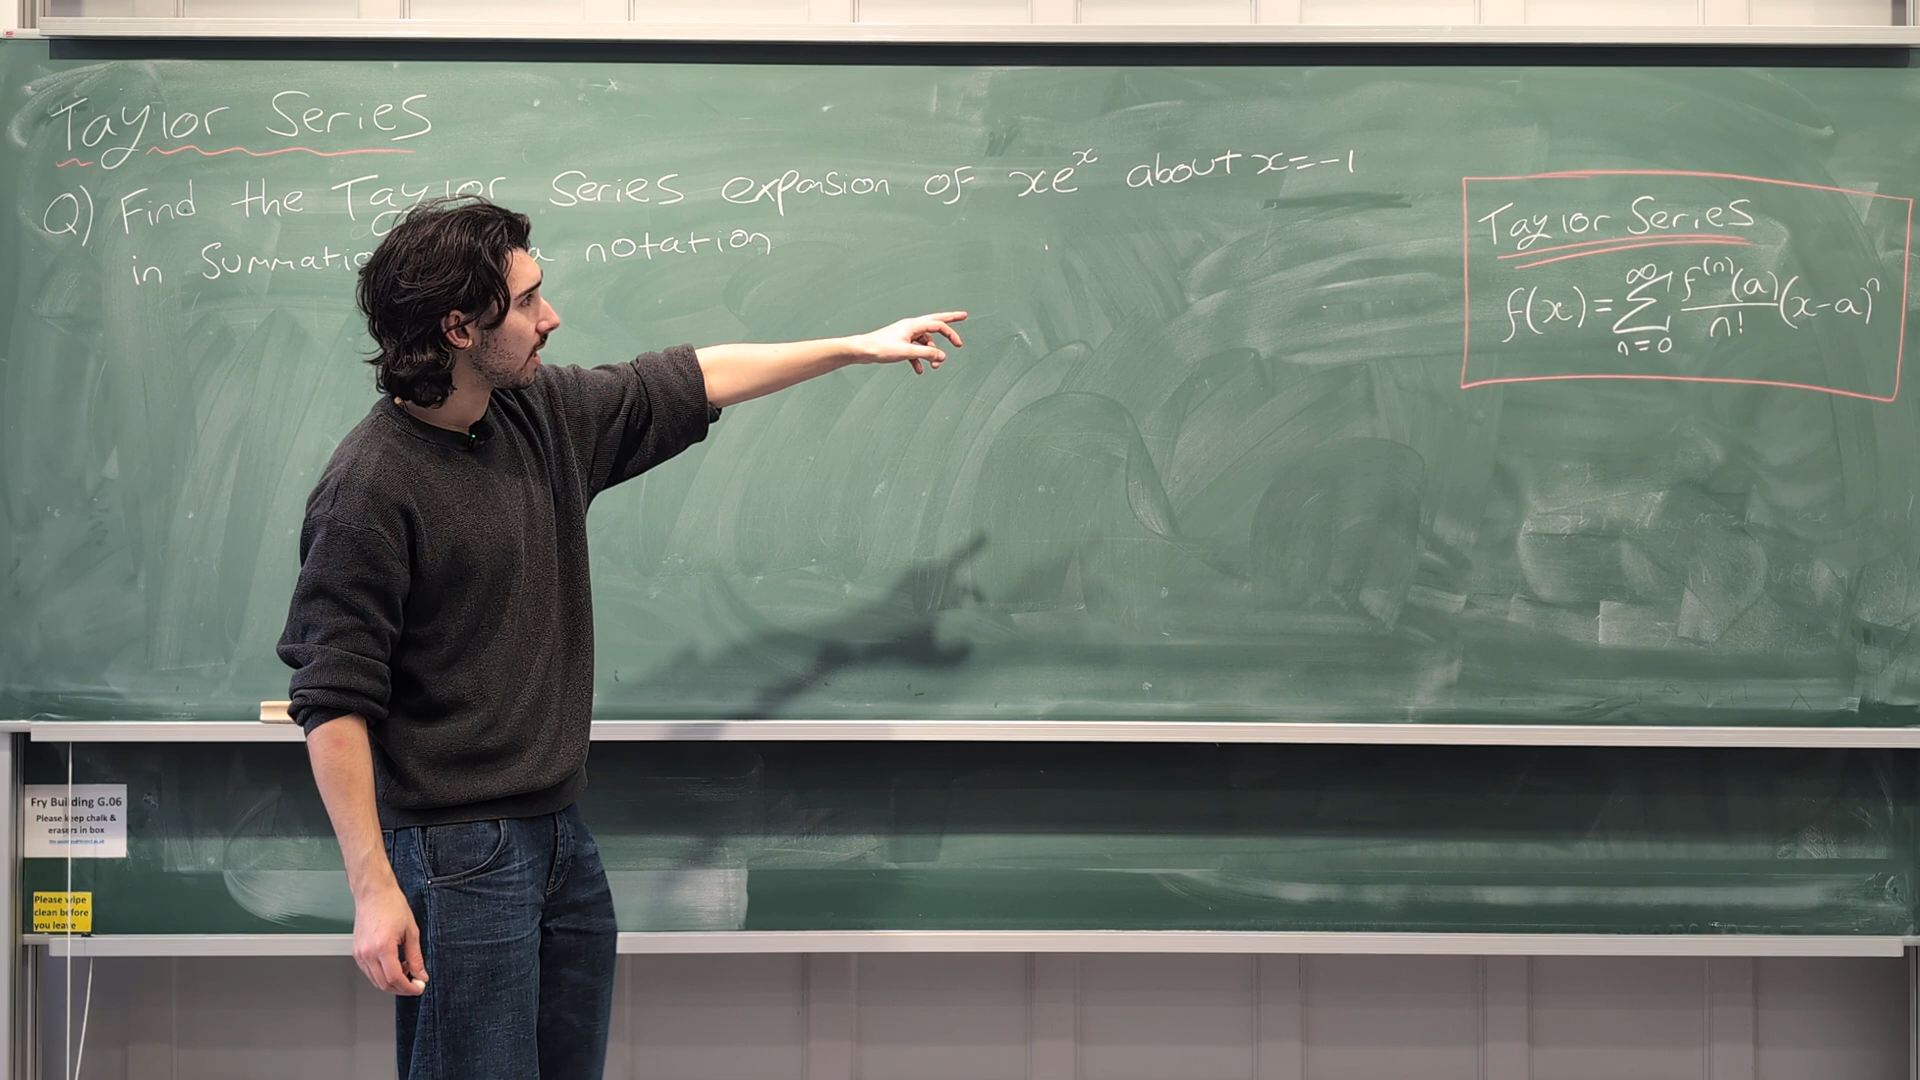 Taylor Series
Q) Find the Taylor Series expansion of xe^x about x=-1
in Summatio a notation
Taylor Series
f(x)=∑_{n=0}^{∞} f^{(n)}(a)/n! (x-a)^n
Fry Building G.06
Please keep chalk &
erasers in box
Please wipe
clean before
you leave